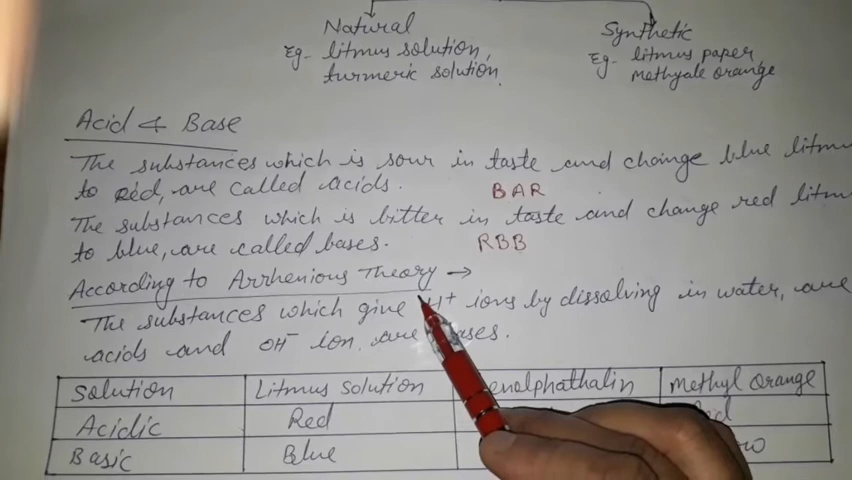 Natural
Synthetic
Eg- litmus solution,
turmeric solution
Eg- litmus paper
Methyale orange
Acid & Base
The substances which is sour in taste and change blue litmu
to red, are called acids. BAR
The substances which is bitter in taste and change red litm
to blue, are called bases. RBB
According to Arrhenious Theory →
The substances which give H+ ions by dissolving in water, are
acids and OH- ion are bases.
Solution Litmus solution enolphathalin Methyl orange
Acidic Red
Basic Blue